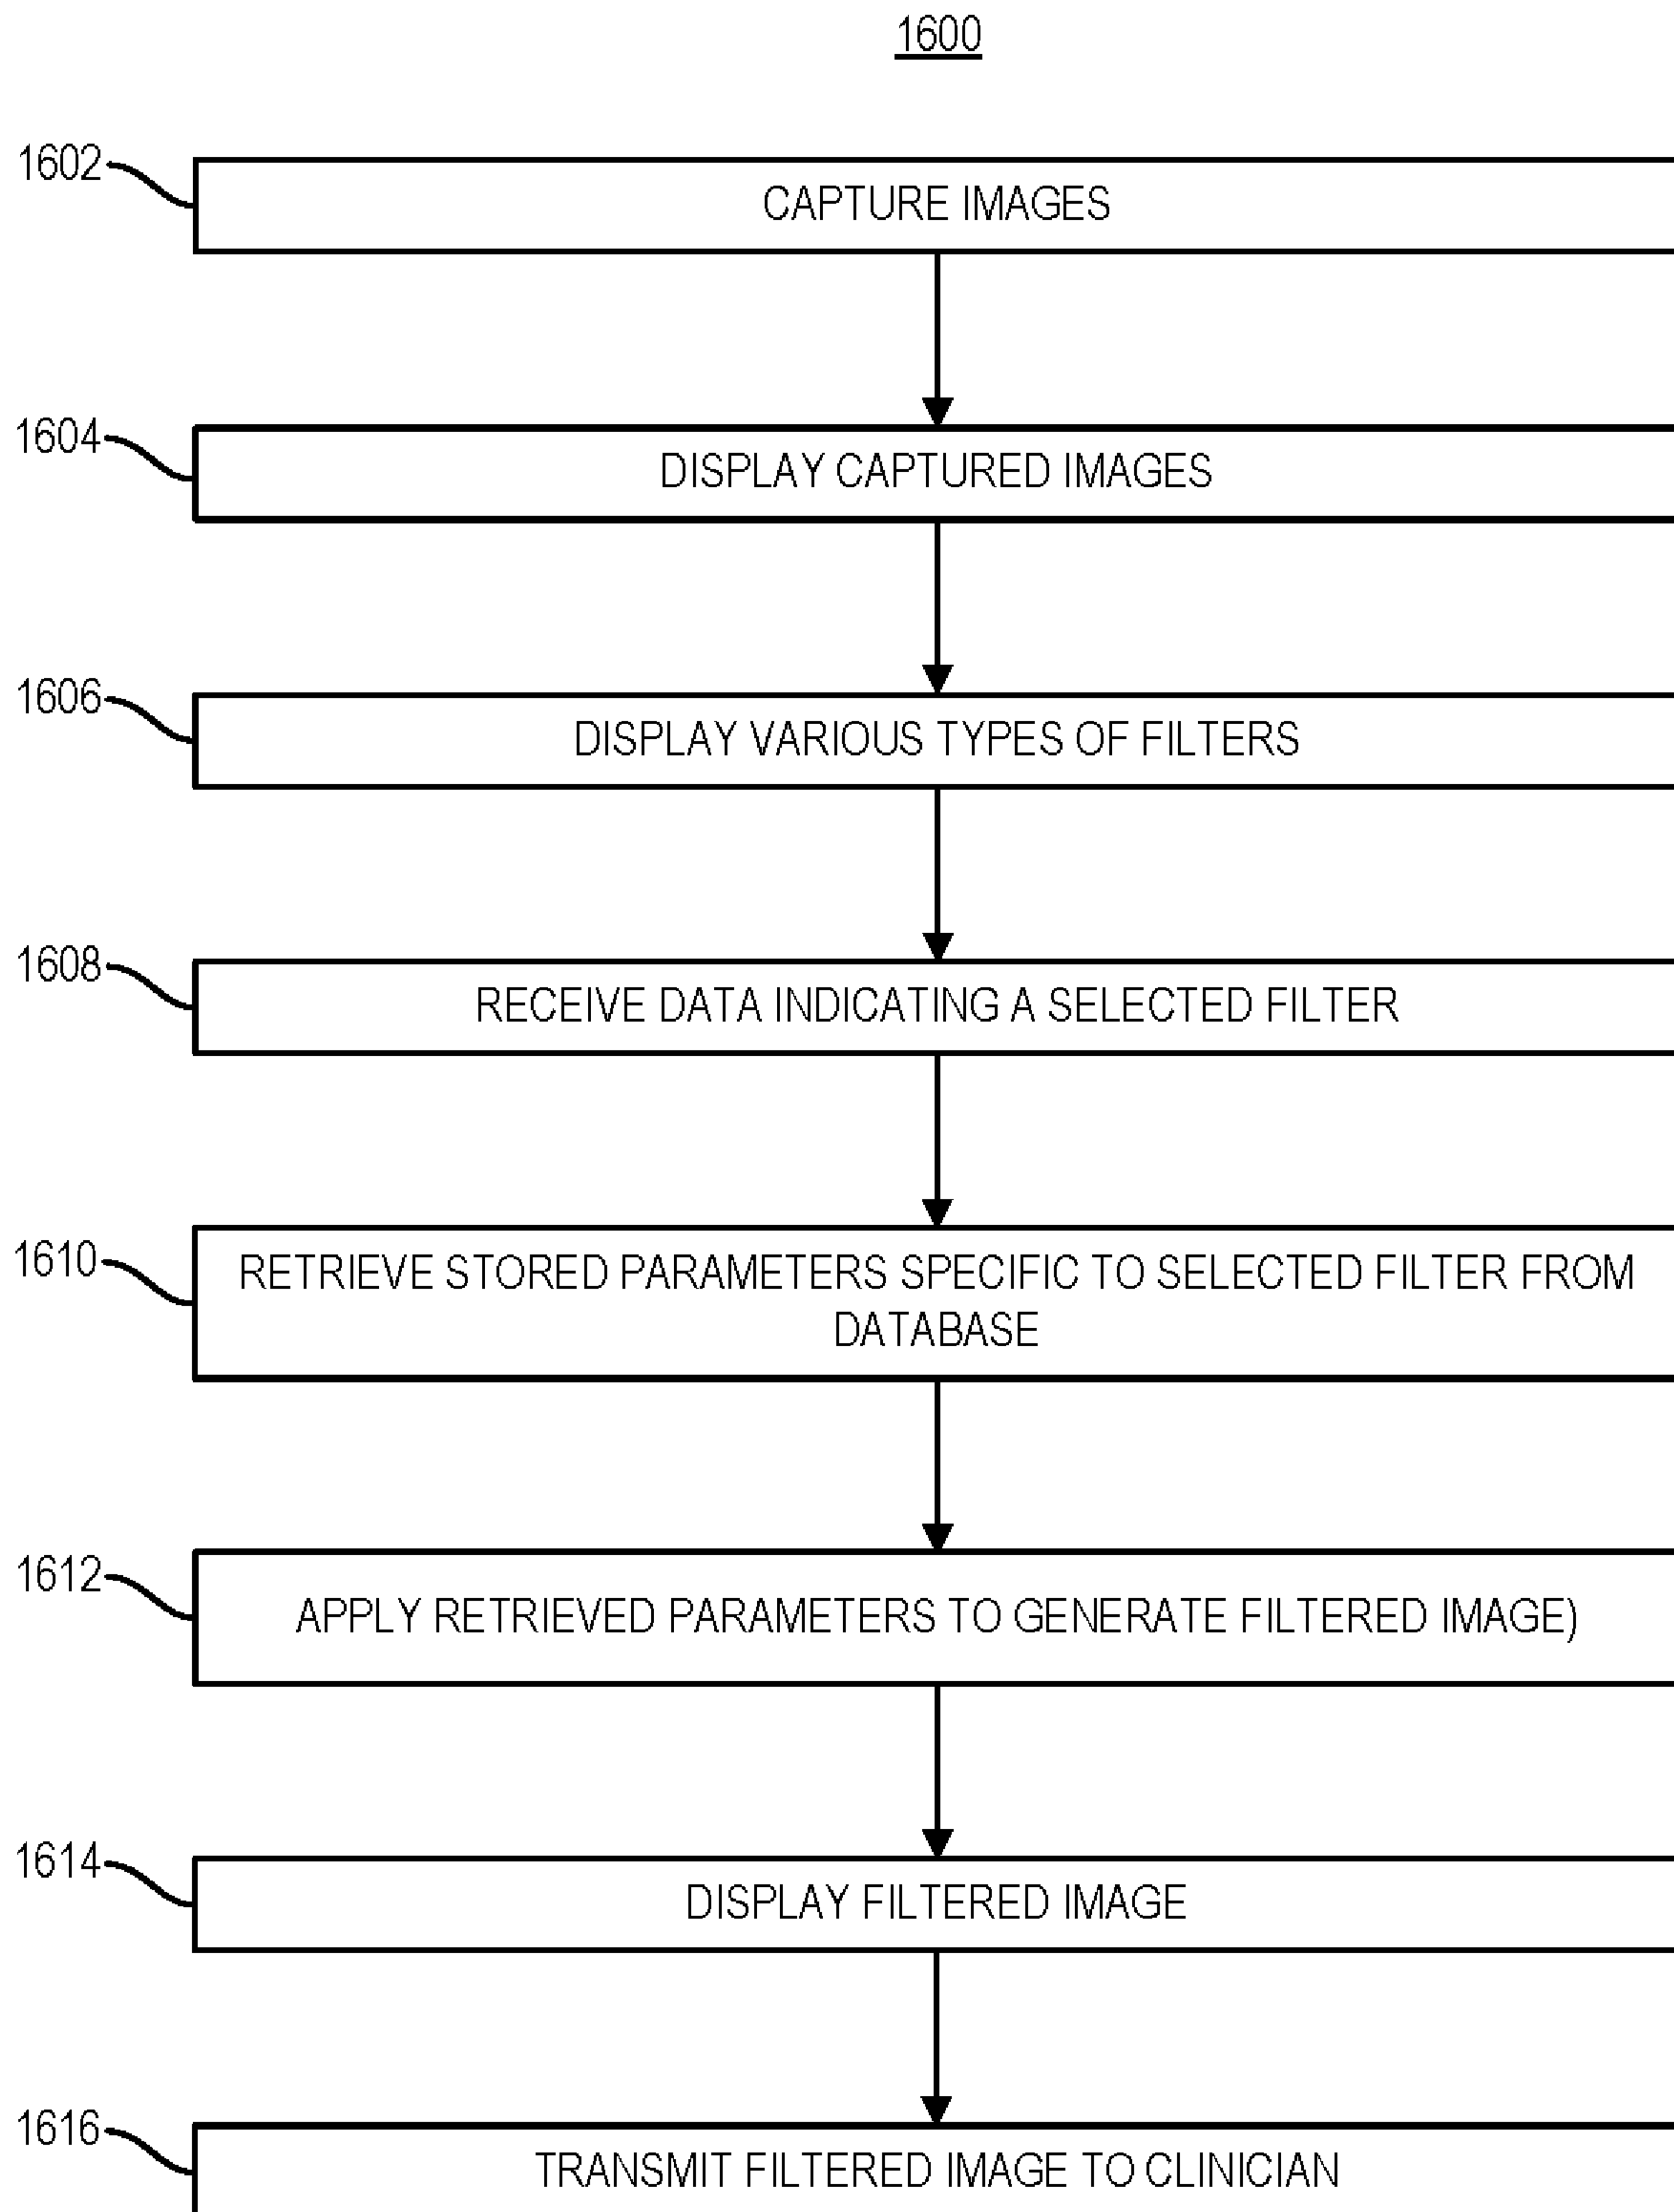 1600
1602
CAPTURE IMAGES
1604
DISPLAY CAPTURED IMAGES
1606
DISPLAY VARIOUS TYPES OF FILTERS
1608
RECEIVE DATA INDICATING A SELECTED FILTER
1610
RETRIEVE STORED PARAMETERS SPECIFIC TO SELECTED FILTER FROM
DATABASE
1612
APPLY RETRIEVED PARAMETERS TO GENERATE FILTERED IMAGE)
1614
DISPLAY FILTERED IMAGE
1616
TRANSMIT FILTERED IMAGE TO CLINICIAN